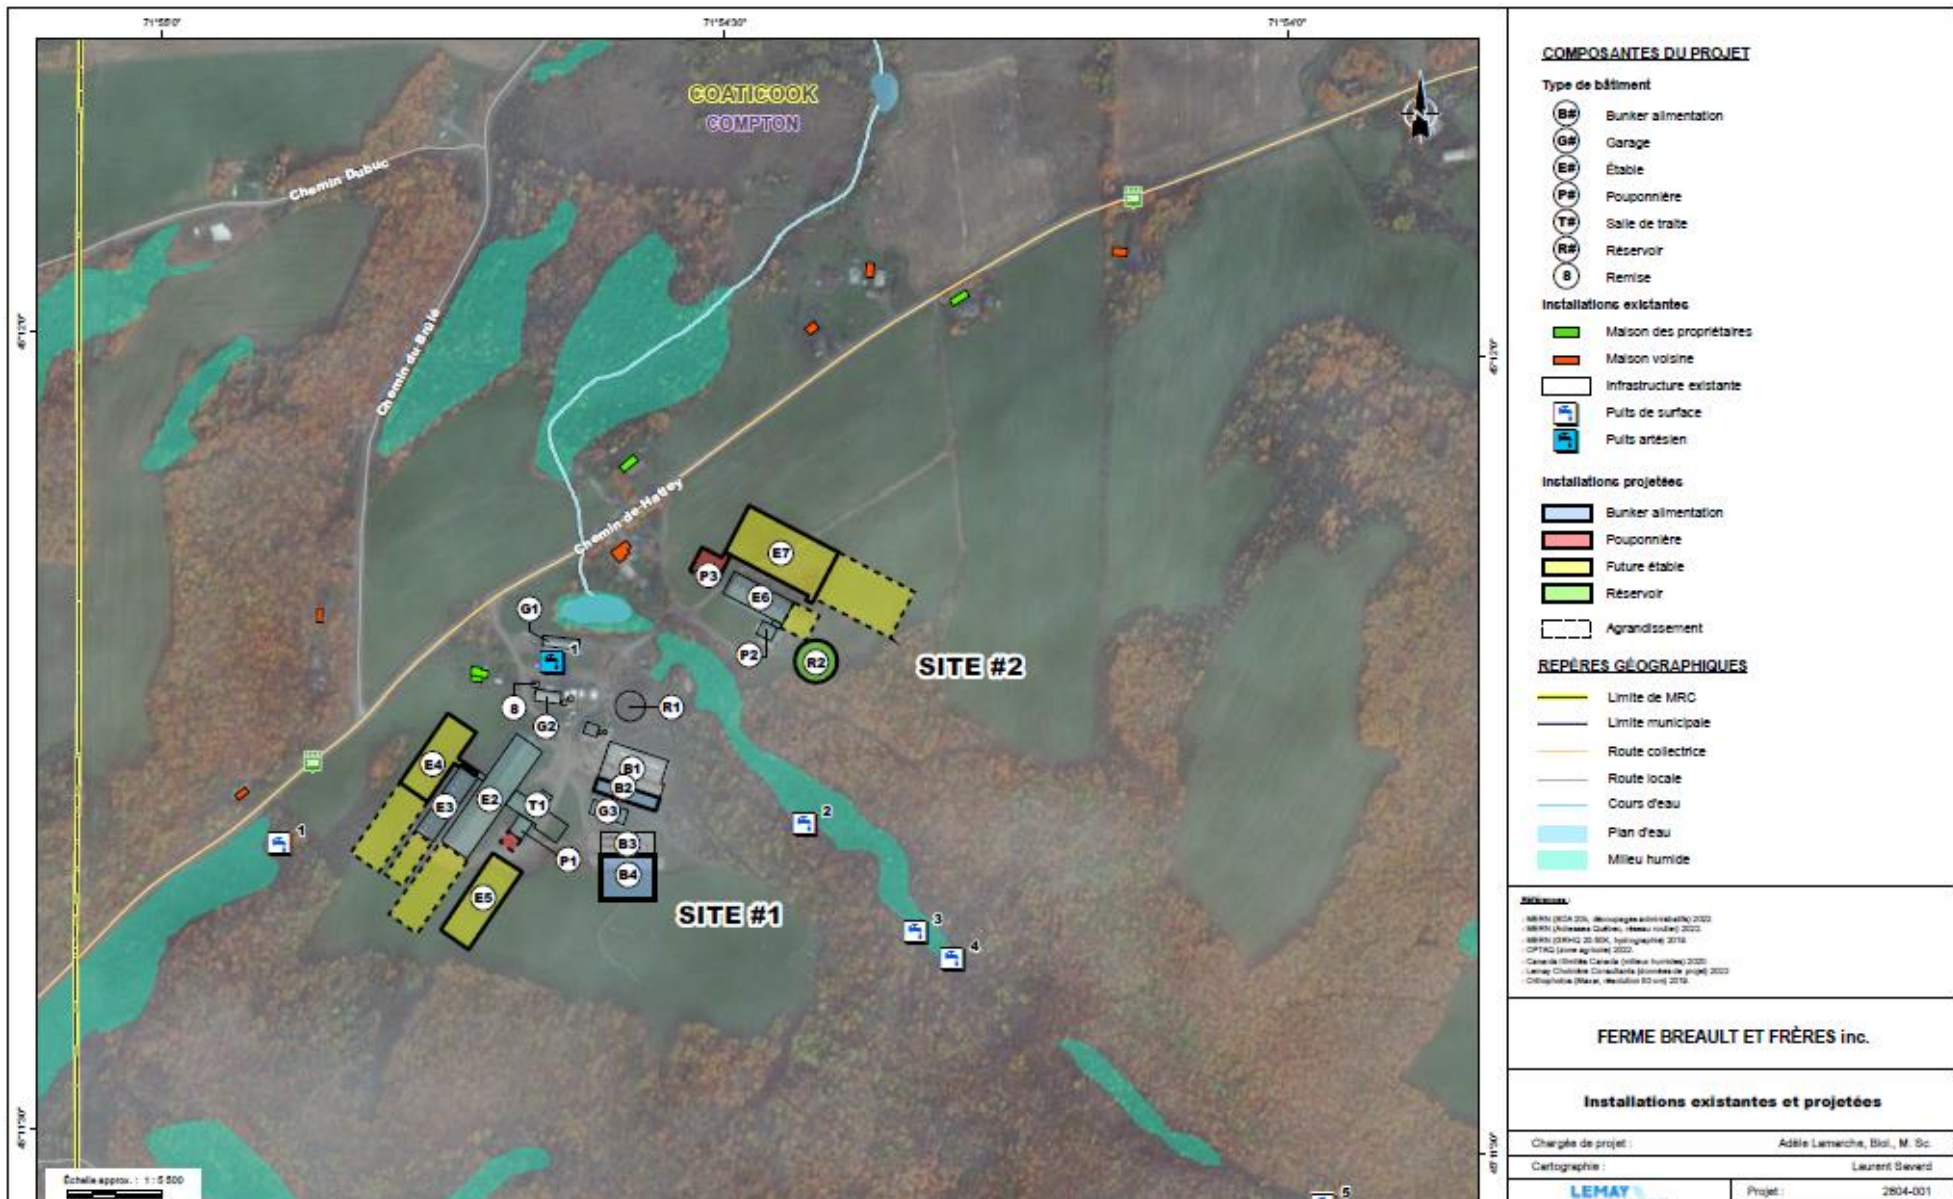 71°55'0"
71°54'30"
71°54'0"
COATICOOK
COMPTON
Chemin Dubuc
Chemin du Brûlé
Chemin de Hatley
45°12'0"
45°12'0"
45°11'30"
45°11'30"
E7
P3
E6
P2
R2
SITE #2
G1
1
8
G2
R1
E4
E3
E2
T1
P1
E5
B1
B2
G3
B3
B4
SITE #1
1
2
3
4
5
Échelle approx. : 1 : 5 500
COMPOSANTES DU PROJET
Type de bâtiment
B# Bunker alimentation
G# Garage
E# Étable
P# Pouponnière
T# Salle de traite
R# Réservoir
8 Remise
Installations existantes
Maison des propriétaires
Maison voisine
Infrastructure existante
Puits de surface
Puits artésien
Installations projetées
Bunker alimentation
Pouponnière
Future étable
Réservoir
Agrandissement
REPÈRES GÉOGRAPHIQUES
Limite de MRC
Limite municipale
Route collectrice
Route locale
Cours d'eau
Plan d'eau
Milieu humide
Références :
FERME BREAULT ET FRÈRES inc.
Installations existantes et projetées
Chargée de projet : Adèle Lamarche, Biol., M. Sc.
Cartographie : Laurent Savard
LEMAY
Projet : 2804-001